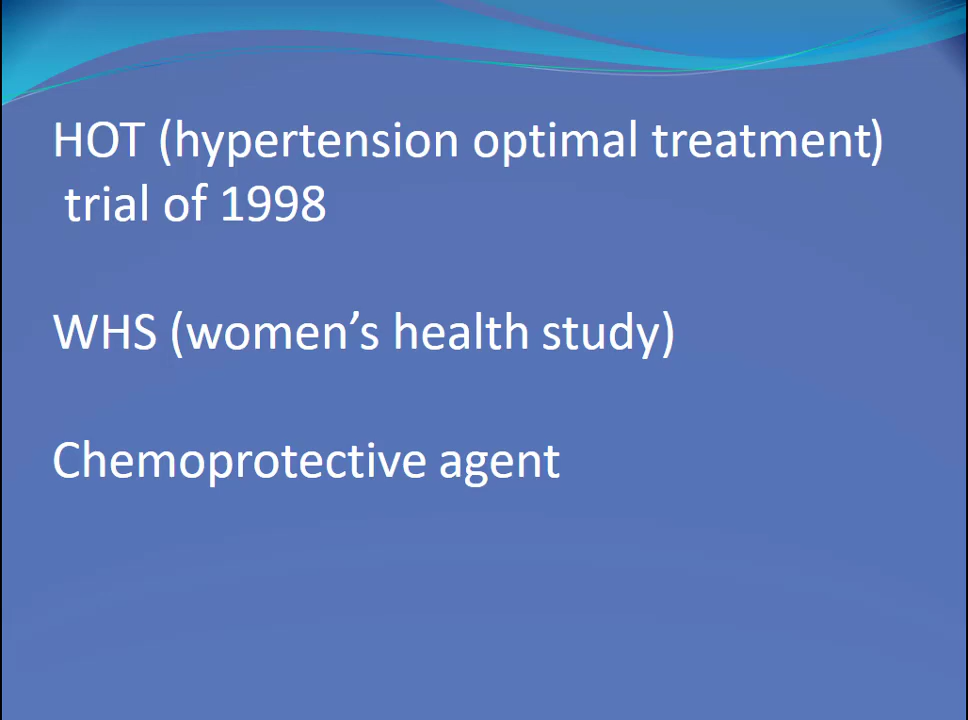 HOT (hypertension optimal treatment)
trial of 1998
WHS (women’s health study)
Chemoprotective agent